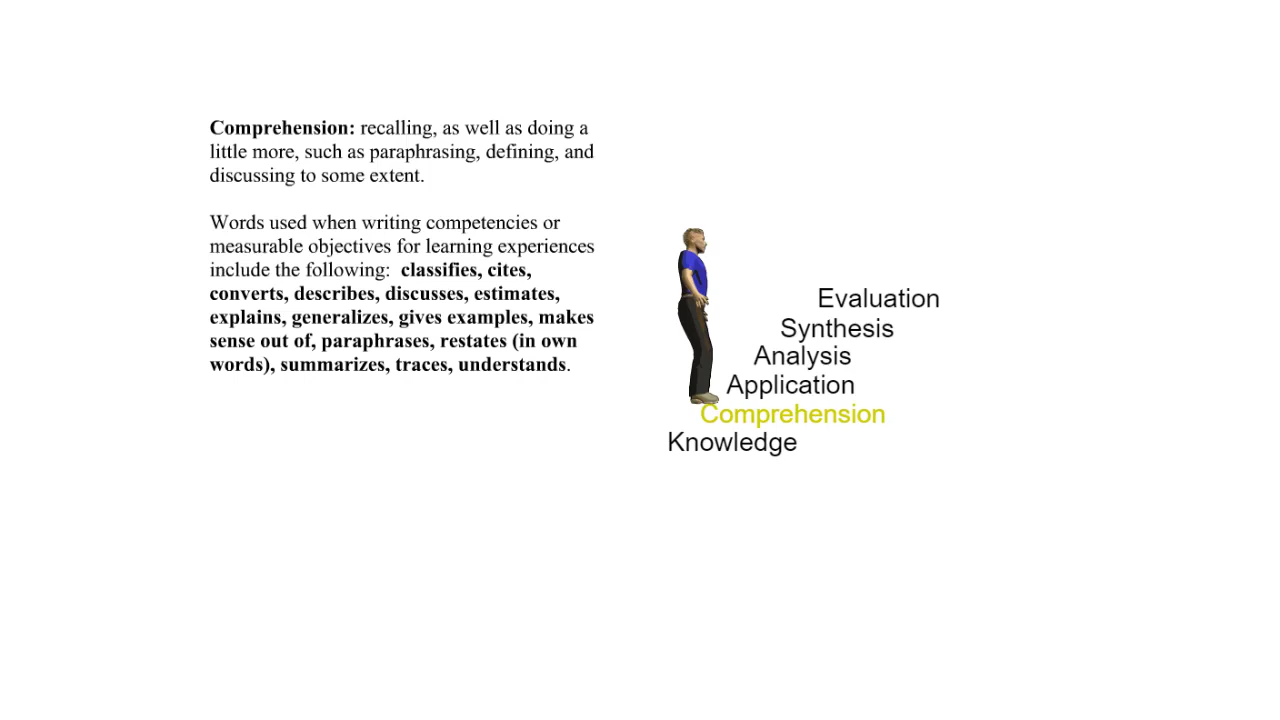 Comprehension: recalling, as well as doing a
little more, such as paraphrasing, defining, and
discussing to some extent.
Words used when writing competencies or
measurable objectives for learning experiences
include the following:  classifies, cites,
converts, describes, discusses, estimates,
explains, generalizes, gives examples, makes
sense out of, paraphrases, restates (in own
words), summarizes, traces, understands.
Evaluation
Synthesis
Analysis
Application
Comprehension
Knowledge